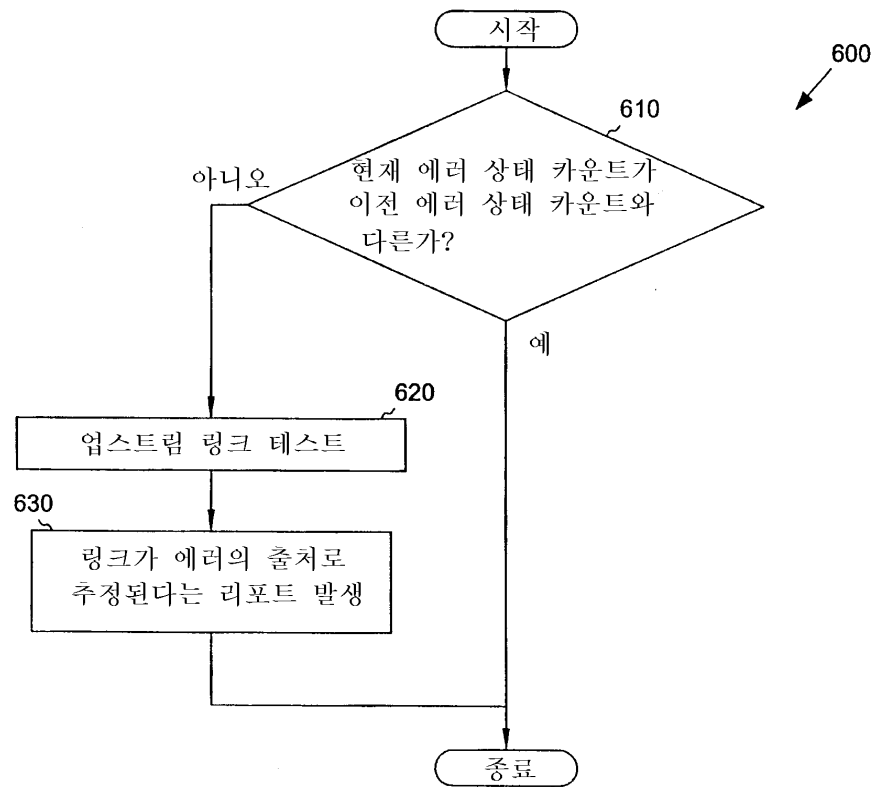 시작
600
610
현재 에러 상태 카운트가
이전 에러 상태 카운트와
다른가?
아니오
예
620
업스트림 링크 테스트
630
링크가 에러의 출처로
추정된다는 리포트 발생
종료